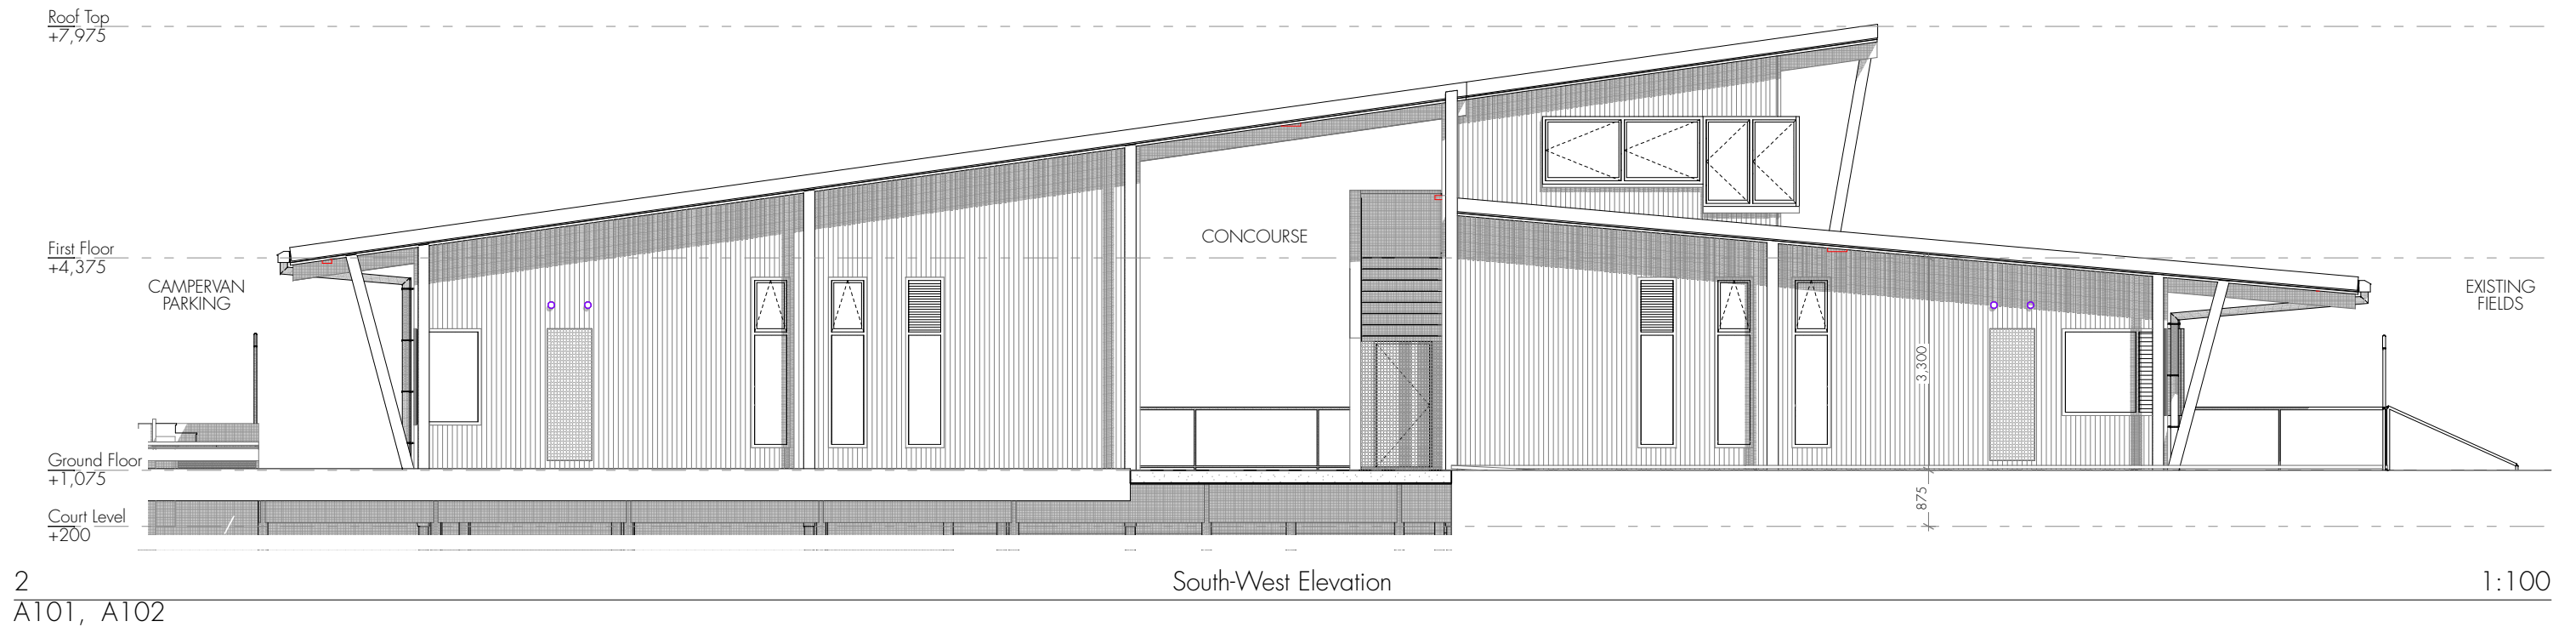 Roof Top
+7,975
First Floor
+4,375
CAMPERVAN
PARKING
CONCOURSE
EXISTING
FIELDS
3,300
Ground Floor
+1,075
875
Court Level
+200
2
South-West Elevation
1:100
A101, A102